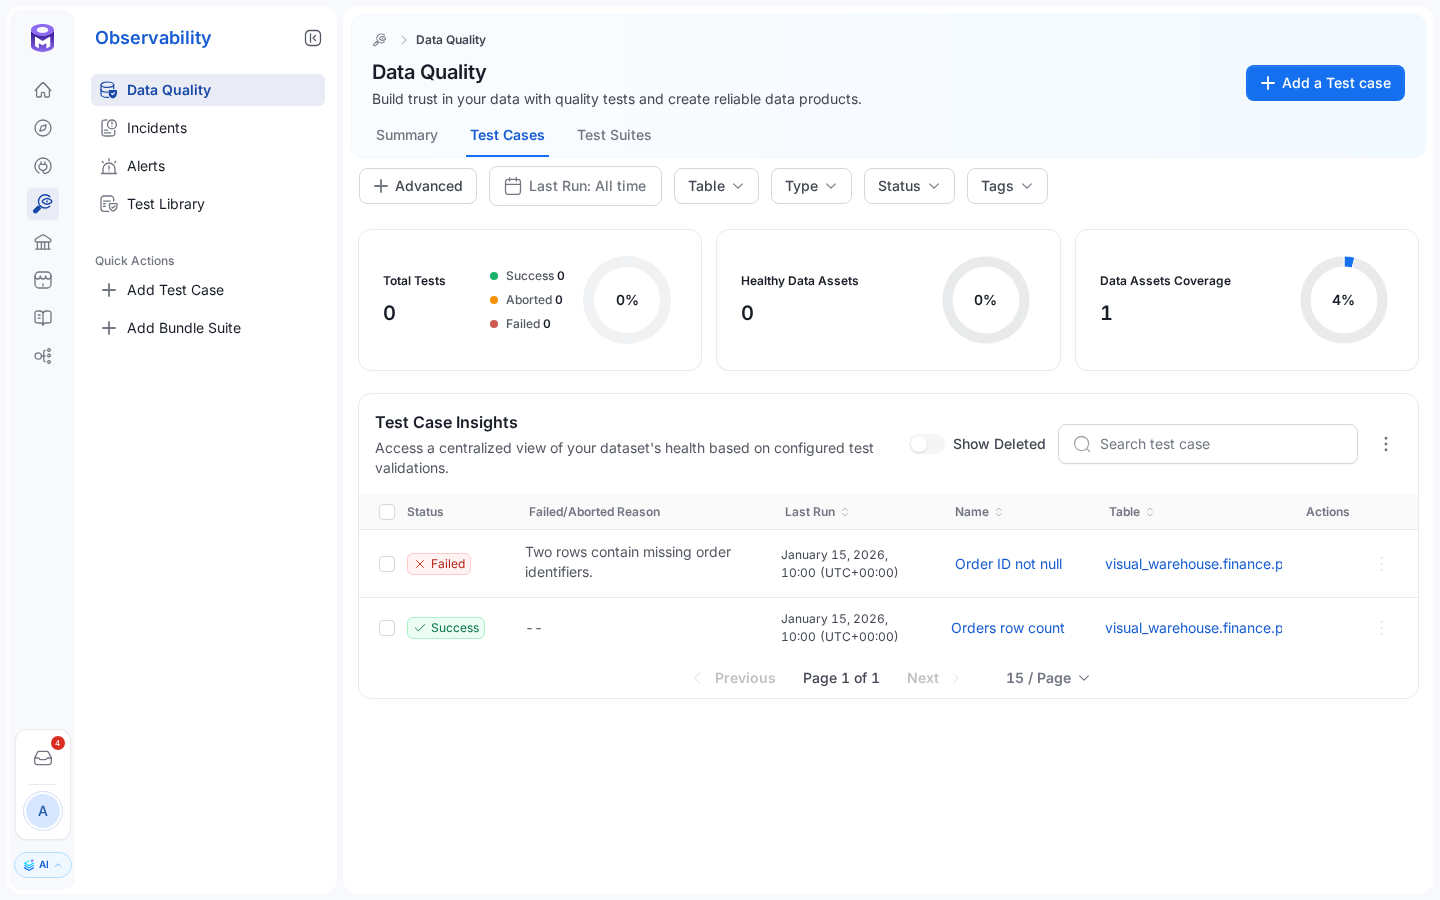 Observability
Data Quality
Incidents
Alerts
Test Library
Quick Actions
Add Test Case
Add Bundle Suite
4
A
AI
Data Quality
Data Quality
Build trust in your data with quality tests and create reliable data products.
Add a Test case
Summary
Test Cases
Test Suites
Advanced
Last Run: All time
Table
Type
Status
Tags
Total Tests
0
Success 0
Aborted 0
Failed 0
0%
Healthy Data Assets
0
0%
Data Assets Coverage
1
4%
Test Case Insights
Access a centralized view of your dataset's health based on configured test
validations.
Show Deleted
Search test case
Status
Failed/Aborted Reason
Last Run
Name
Table
Actions
Failed
Two rows contain missing order
identifiers.
January 15, 2026,
10:00 (UTC+00:00)
Order ID not null
visual_warehouse.finance.p
Success
--
January 15, 2026,
10:00 (UTC+00:00)
Orders row count
visual_warehouse.finance.p
Previous
Page 1 of 1
Next
15 / Page